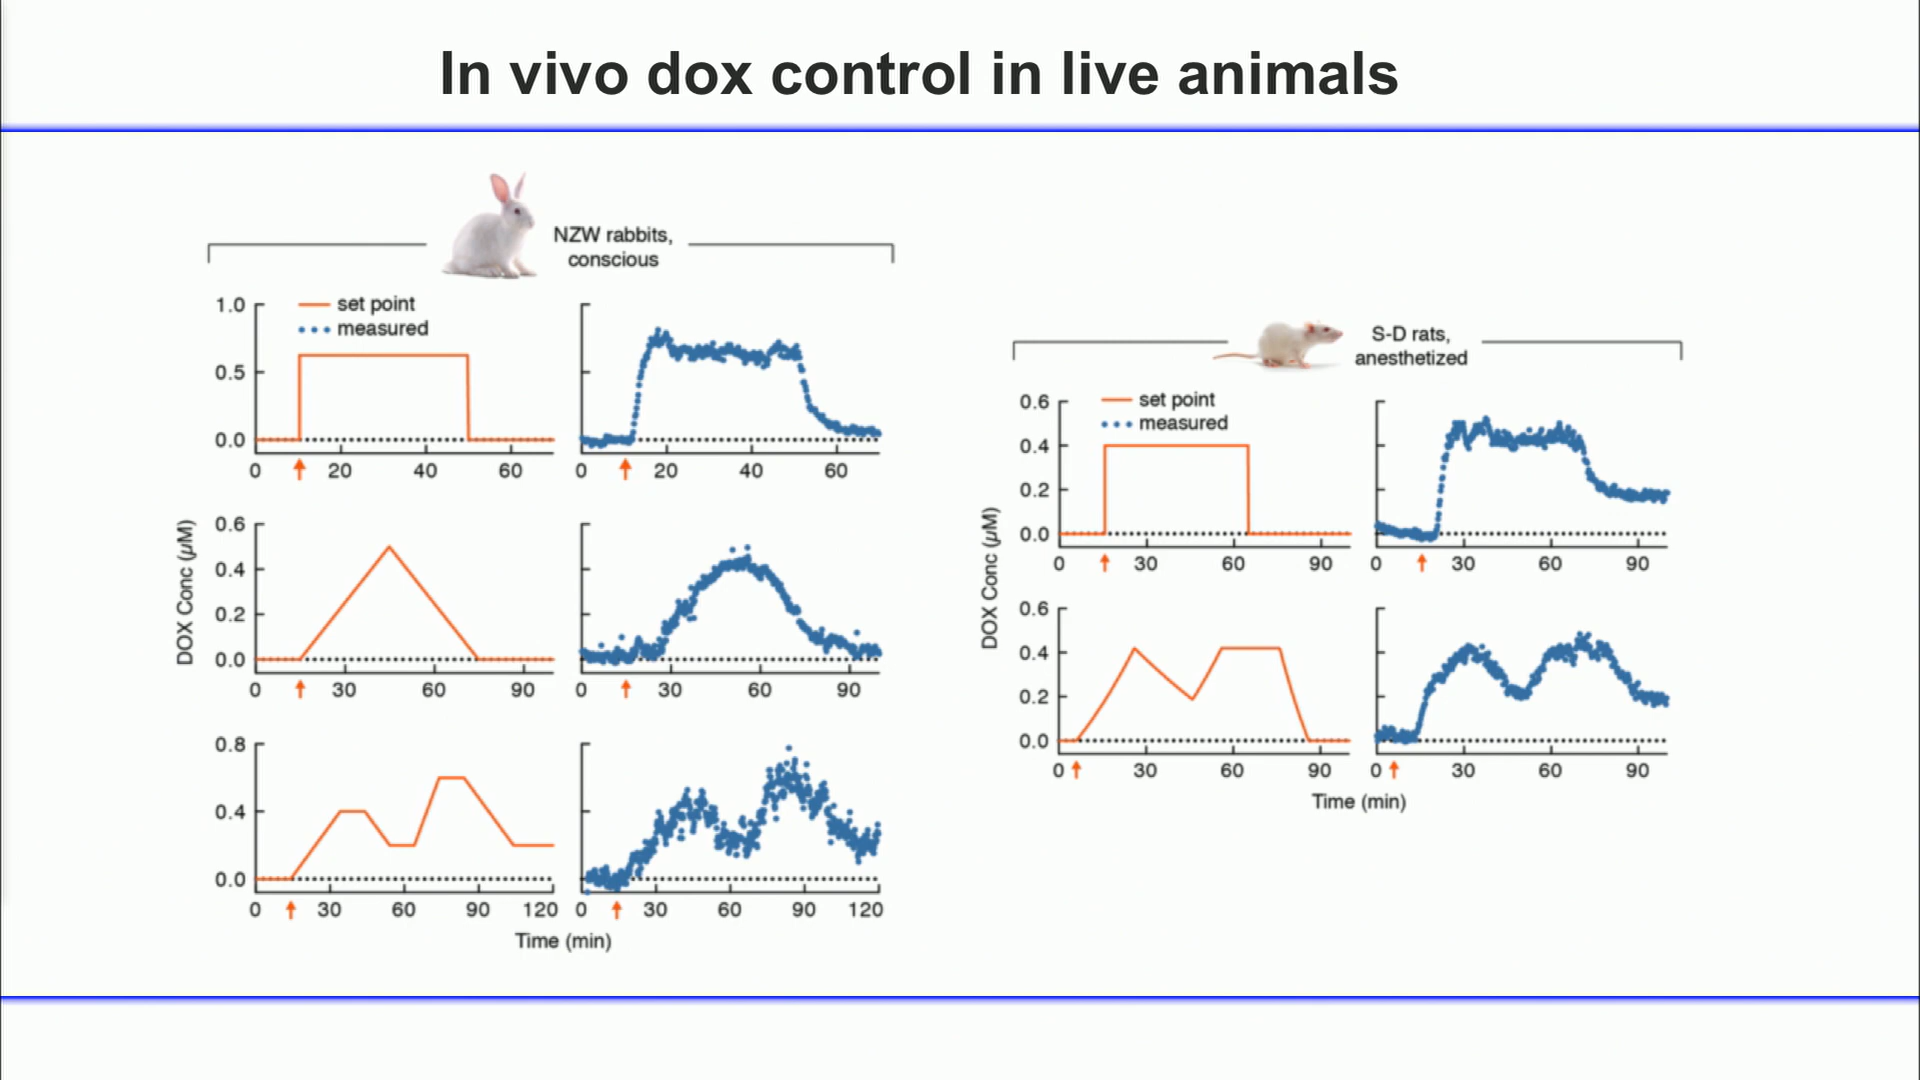 In vivo dox control in live animals
NZW rabbits,
conscious
set point
measured
1.0
0.5
0.0
0 20 40 60
0 20 40 60
DOX Conc (µM)
0.6
0.4
0.2
0.0
0 30 60 90
0 30 60 90
0.8
0.4
0.0
0 30 60 90 120
0 30 60 90 120
Time (min)
S-D rats,
anesthetized
set point
measured
0.6
0.4
0.2
0.0
0 30 60 90
0 30 60 90
DOX Conc (µM)
0.6
0.4
0.2
0.0
0 30 60 90
0 30 60 90
Time (min)